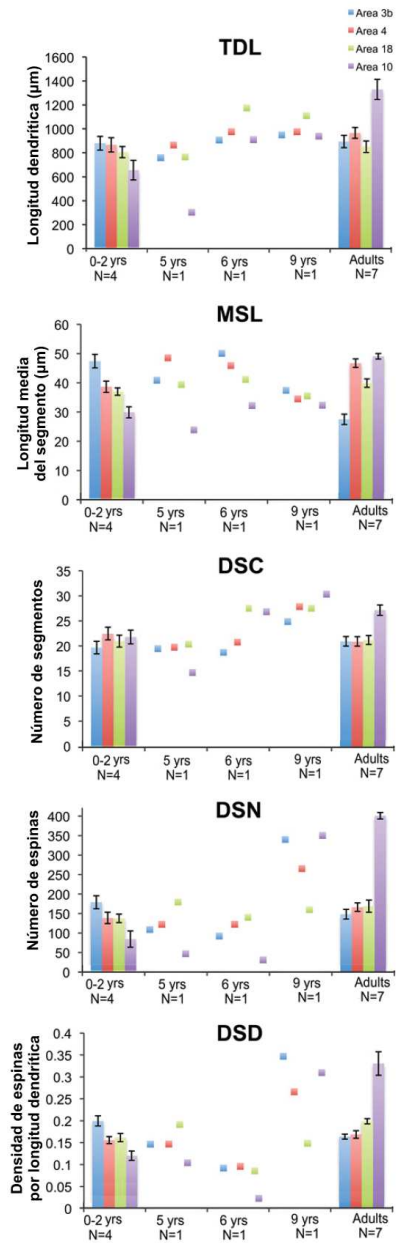 TDL
Area 3b
Area 4
Area 18
Area 10
Longitud dendrítica (µm)
1600
1400
1200
1000
800
600
400
200
0
0-2 yrs 5 yrs 6 yrs 9 yrs Adults
N=4 N=1 N=1 N=1 N=7
MSL
Longitud media
del segmento (µm)
60
50
40
30
20
10
0
0-2 yrs 5 yrs 6 yrs 9 yrs Adults
N=4 N=1 N=1 N=1 N=7
DSC
Número de segmentos
35
30
25
20
15
10
5
0
0-2 yrs 5 yrs 6 yrs 9 yrs Adults
N=4 N=1 N=1 N=1 N=7
DSN
Número de espinas
400
350
300
250
200
150
100
50
0
0-2 yrs 5 yrs 6 yrs 9 yrs Adults
N=4 N=1 N=1 N=1 N=7
DSD
Densidad de espinas
por longitud dendrítica
0.4
0.35
0.3
0.25
0.2
0.15
0.1
0.05
0
0-2 yrs 5 yrs 6 yrs 9 yrs Adults
N=4 N=1 N=1 N=1 N=7